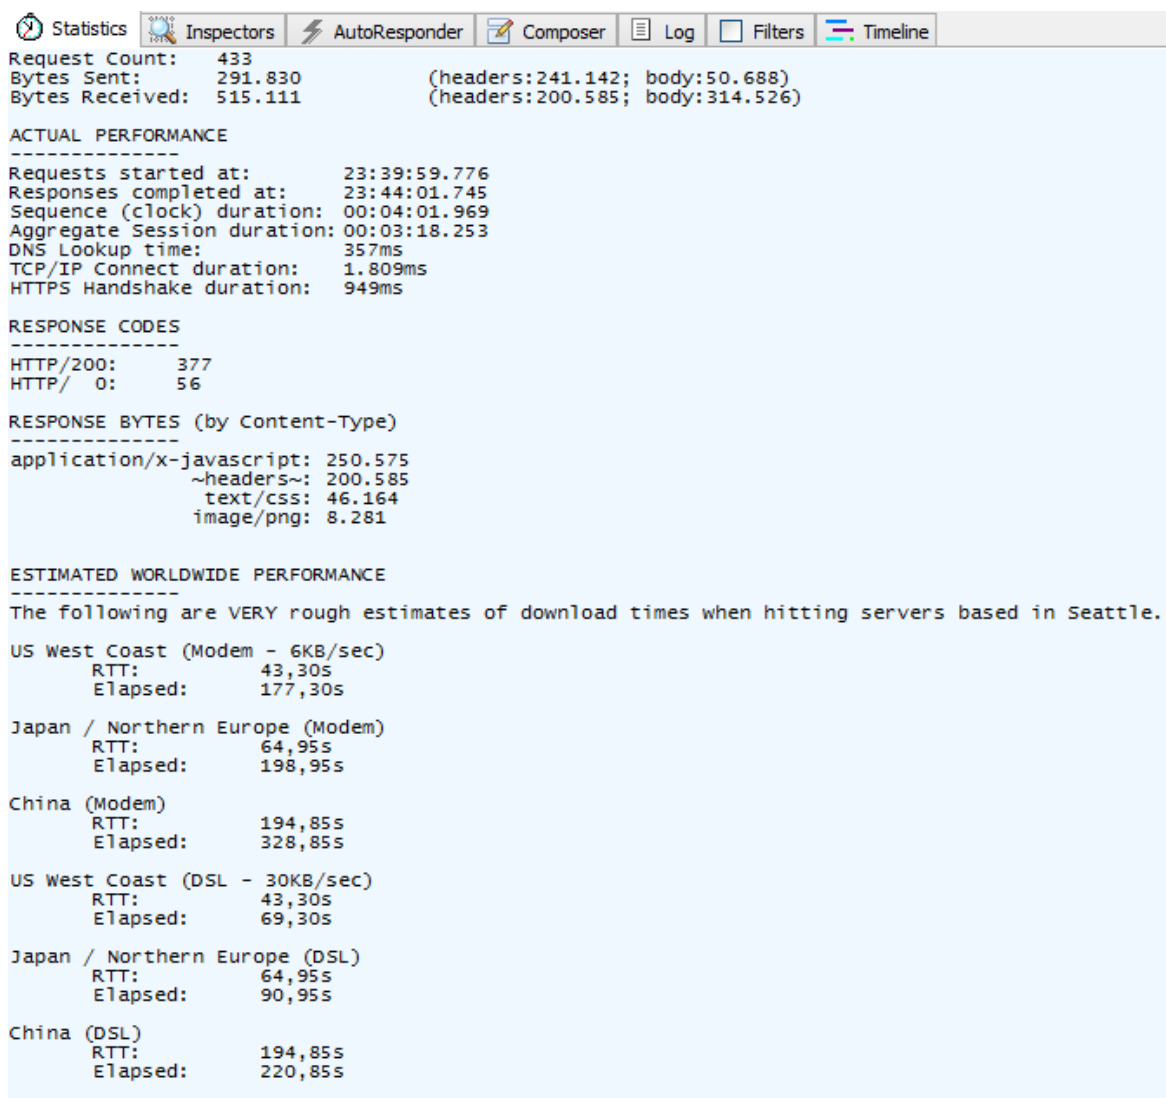 Statistics Inspectors AutoResponder Composer Log Filters Timeline
Request Count: 433
Bytes Sent: 291.830 (headers:241.142; body:50.688)
Bytes Received: 515.111 (headers:200.585; body:314.526)
ACTUAL PERFORMANCE
--------------
Requests started at: 23:39:59.776
Responses completed at: 23:44:01.745
Sequence (clock) duration: 00:04:01.969
Aggregate Session duration: 00:03:18.253
DNS Lookup time: 357ms
TCP/IP Connect duration: 1.809ms
HTTPS Handshake duration: 949ms
RESPONSE CODES
--------------
HTTP/200: 377
HTTP/ 0: 56
RESPONSE BYTES (by Content-Type)
--------------
application/x-javascript: 250.575
~headers~: 200.585
text/css: 46.164
image/png: 8.281
ESTIMATED WORLDWIDE PERFORMANCE
--------------
The following are VERY rough estimates of download times when hitting servers based in Seattle.
US West Coast (Modem - 6KB/sec)
RTT: 43,30s
Elapsed: 177,30s
Japan / Northern Europe (Modem)
RTT: 64,95s
Elapsed: 198,95s
China (Modem)
RTT: 194,85s
Elapsed: 328,85s
US West Coast (DSL - 30KB/sec)
RTT: 43,30s
Elapsed: 69,30s
Japan / Northern Europe (DSL)
RTT: 64,95s
Elapsed: 90,95s
China (DSL)
RTT: 194,85s
Elapsed: 220,85s